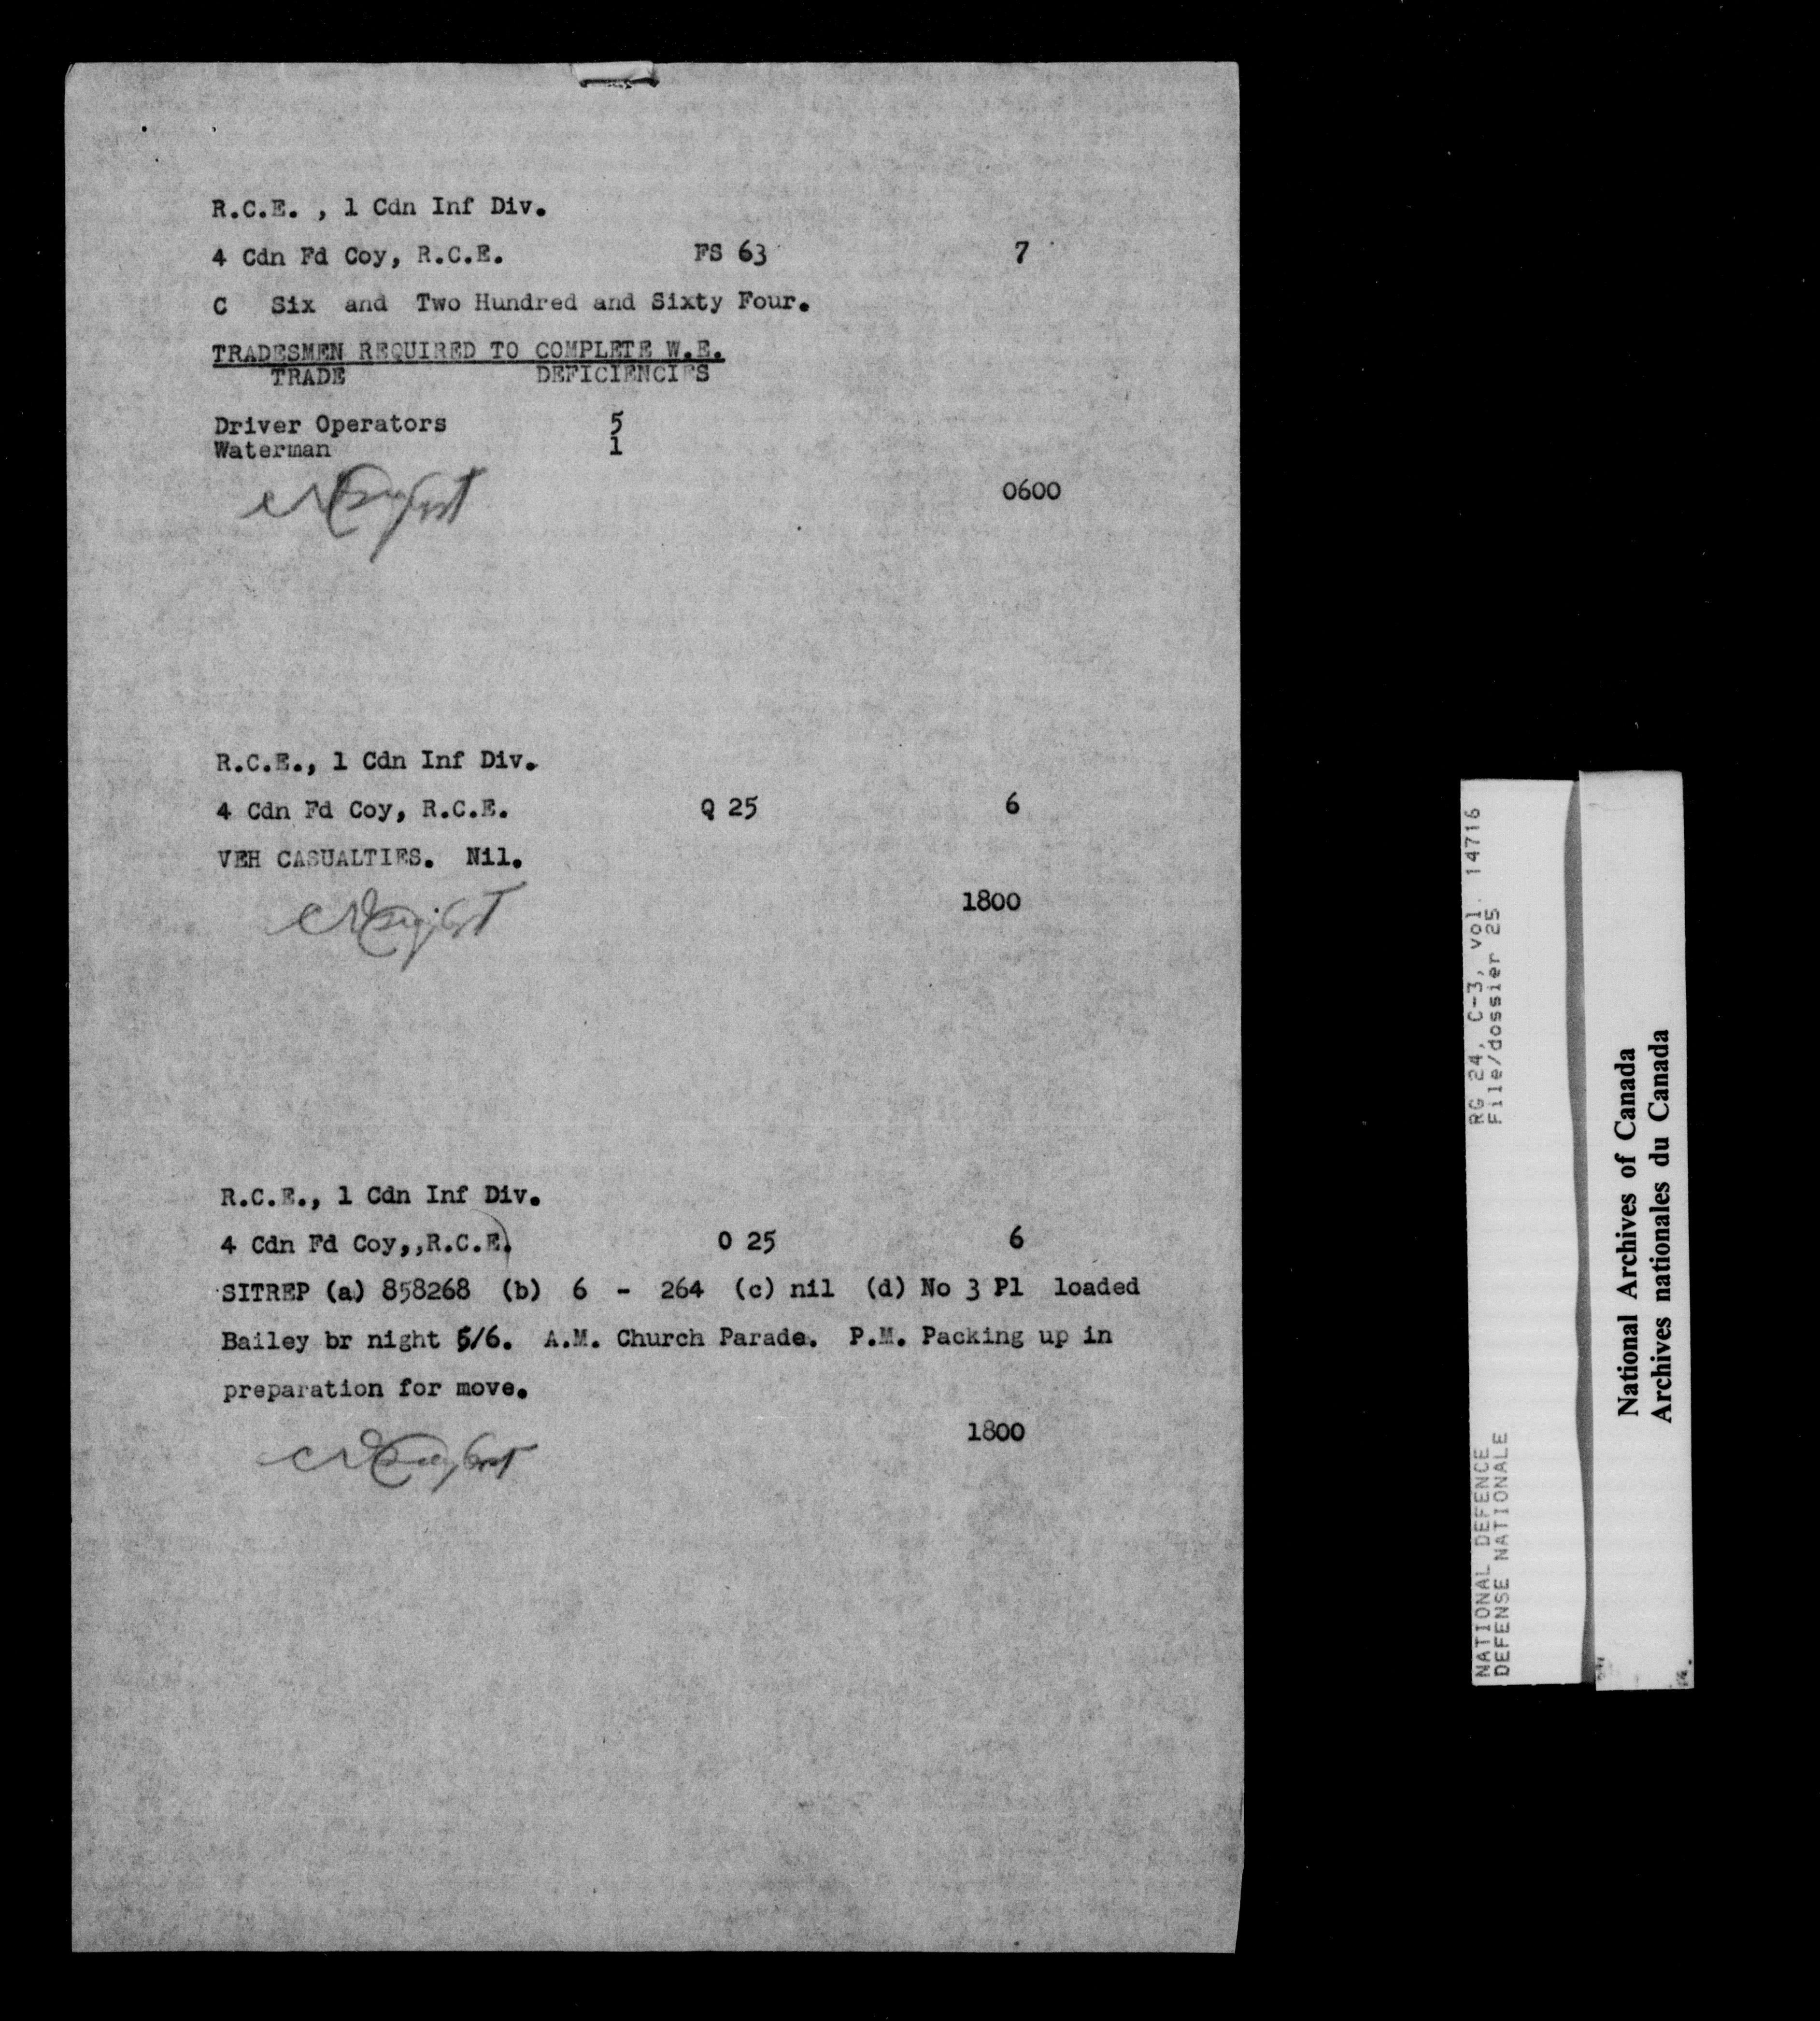 R.C.E. , 1 Cdn Inf Div.
4 Cdn Fd Coy, R.C.E. FS 63 7
C Six and Two Hundred and Sixty Four.
TRADESMEN REQUIRED TO COMPLETE W.E.
TRADE DEFICIENCIES
Driver Operators 5
Waterman 1
0600
R.C.E., 1 Cdn Inf Div.
4 Cdn Fd Coy, R.C.E. Q 25 6
VEH CASUALTIES. Nil.
1800
R.C.E., 1 Cdn Inf Div.
4 Cdn Fd Coy,,R.C.E. O 25 6
SITREP (a) 858268 (b) 6 - 264 (c) nil (d) No 3 Pl loaded
Bailey br night 5/6. A.M. Church Parade. P.M. Packing up in
preparation for move.
1800
NATIONAL DEFENCE RG 24, C-3, vol. 14716
DEFENSE NATIONALE File/dossier 25
National Archives of Canada
Archives nationales du Canada